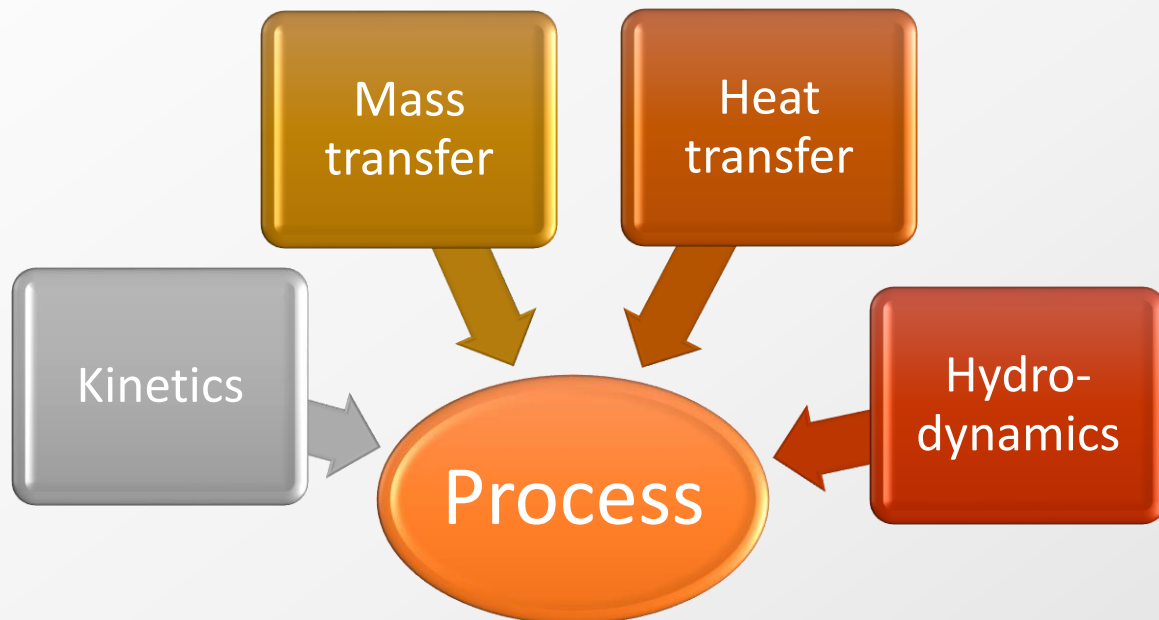 Mass
transfer
Heat
transfer
Kinetics
Hydro-
dynamics
Process